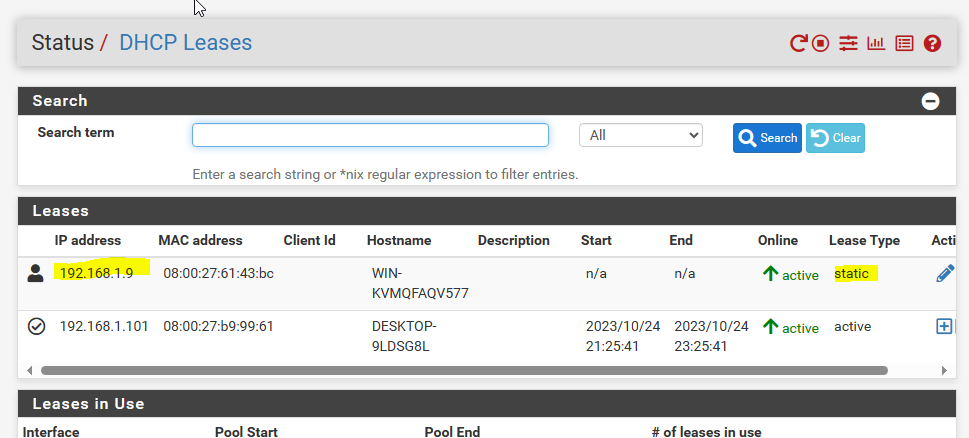 Status / DHCP Leases
Search
Search term
All
Search
Clear
Enter a search string or *nix regular expression to filter entries.
Leases
IP address MAC address Client Id Hostname Description Start End Online Lease Type Acti
192.168.1.9 08:00:27:61:43:bc WIN- n/a n/a active static
KVMQFAQV577
192.168.1.101 08:00:27:b9:99:61 DESKTOP- 2023/10/24 2023/10/24 active active
9LDSG8L 21:25:41 23:25:41
Leases in Use
Interface Pool Start Pool End # of leases in use